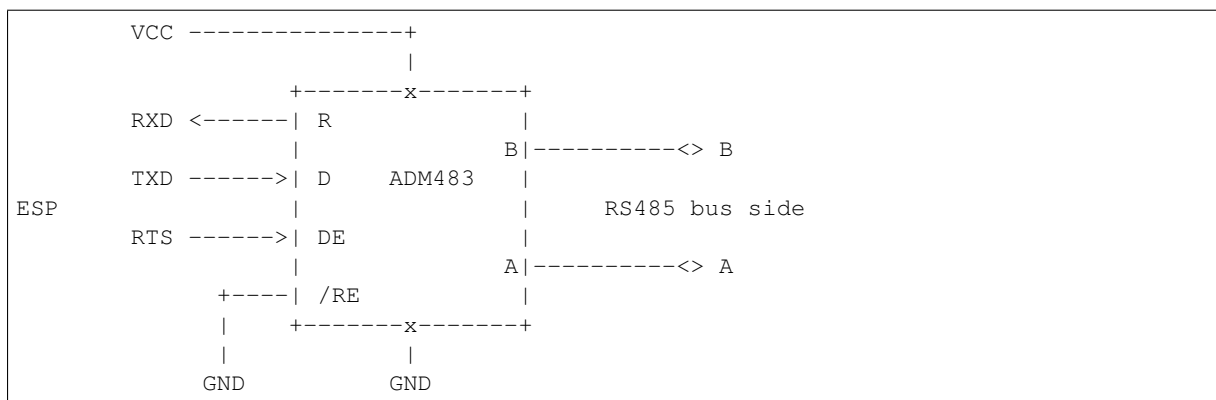 VCC ---------------+
|
+-------x-------+
RXD <------| R |
| B|----------<> B
TXD ------>| D ADM483 |
ESP | | RS485 bus side
RTS ------>| DE |
| A|----------<> A
+----| /RE |
| +-------x-------+
| |
GND GND